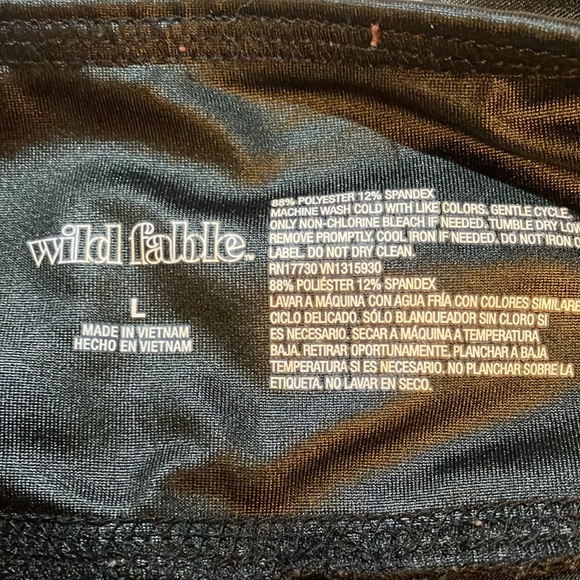 wild fable™
L
MADE IN VIETNAM
HECHO EN VIETNAM
88% POLYESTER 12% SPANDEX
MACHINE WASH COLD WITH LIKE COLORS. GENTLE CYCLE.
ONLY NON-CHLORINE BLEACH IF NEEDED. TUMBLE DRY LOW
REMOVE PROMPTLY. COOL IRON IF NEEDED. DO NOT IRON O
LABEL. DO NOT DRY CLEAN.
RN17730 VN1315930
88% POLIÉSTER 12% SPANDEX
LAVAR A MÁQUINA CON AGUA FRÍA CON COLORES SIMILARE
CICLO DELICADO. SÓLO BLANQUEADOR SIN CLORO SI
ES NECESARIO. SECAR A MÁQUINA A TEMPERATURA
BAJA. RETIRAR OPORTUNAMENTE. PLANCHAR A BAJA
TEMPERATURA SI ES NECESARIO. NO PLANCHAR SOBRE LA
ETIQUETA. NO LAVAR EN SECO.